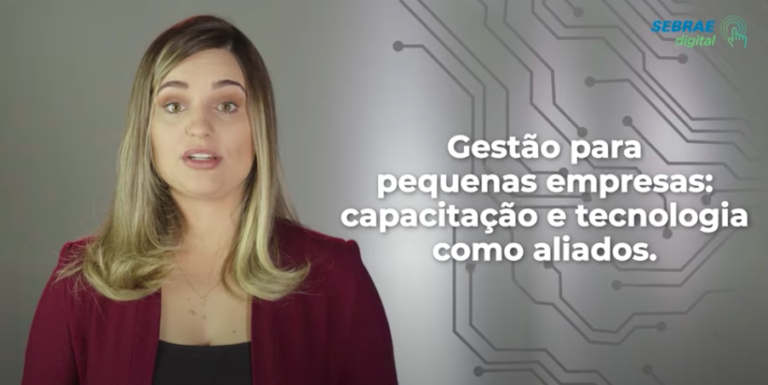 SEBRAE
digital
Gestão para
pequenas empresas:
capacitação e tecnologia
como aliados.